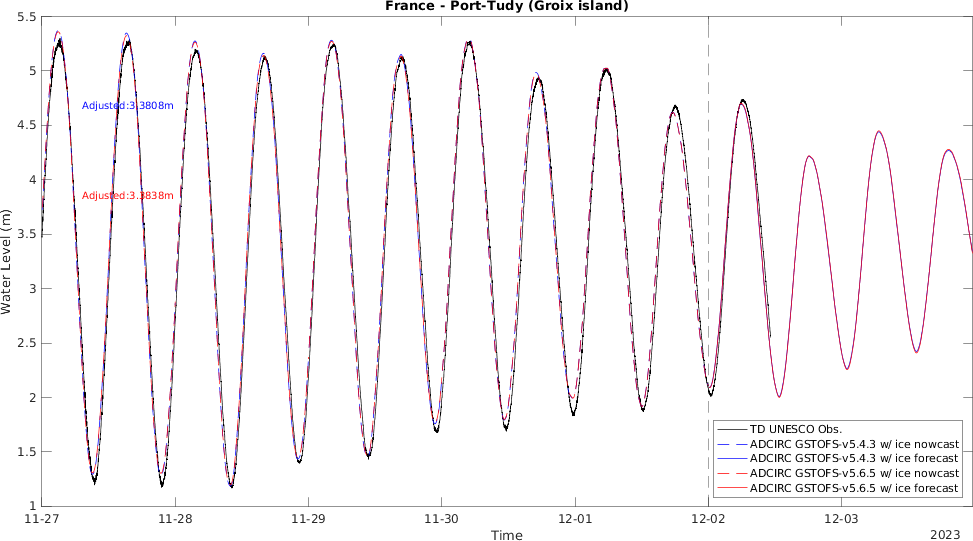 France - Port-Tudy (Groix island)
5.5
5
4.5
4
3.5
3
2.5
2
1.5
1
Water Level (m)
Adjusted:3.3808m
Adjusted:3.3838m
TD UNESCO Obs.
ADCIRC GSTOFS-v5.4.3 w/ ice nowcast
ADCIRC GSTOFS-v5.4.3 w/ ice forecast
ADCIRC GSTOFS-v5.6.5 w/ ice nowcast
ADCIRC GSTOFS-v5.6.5 w/ ice forecast
11-27 11-28 11-29 11-30 12-01 12-02 12-03
Time
2023